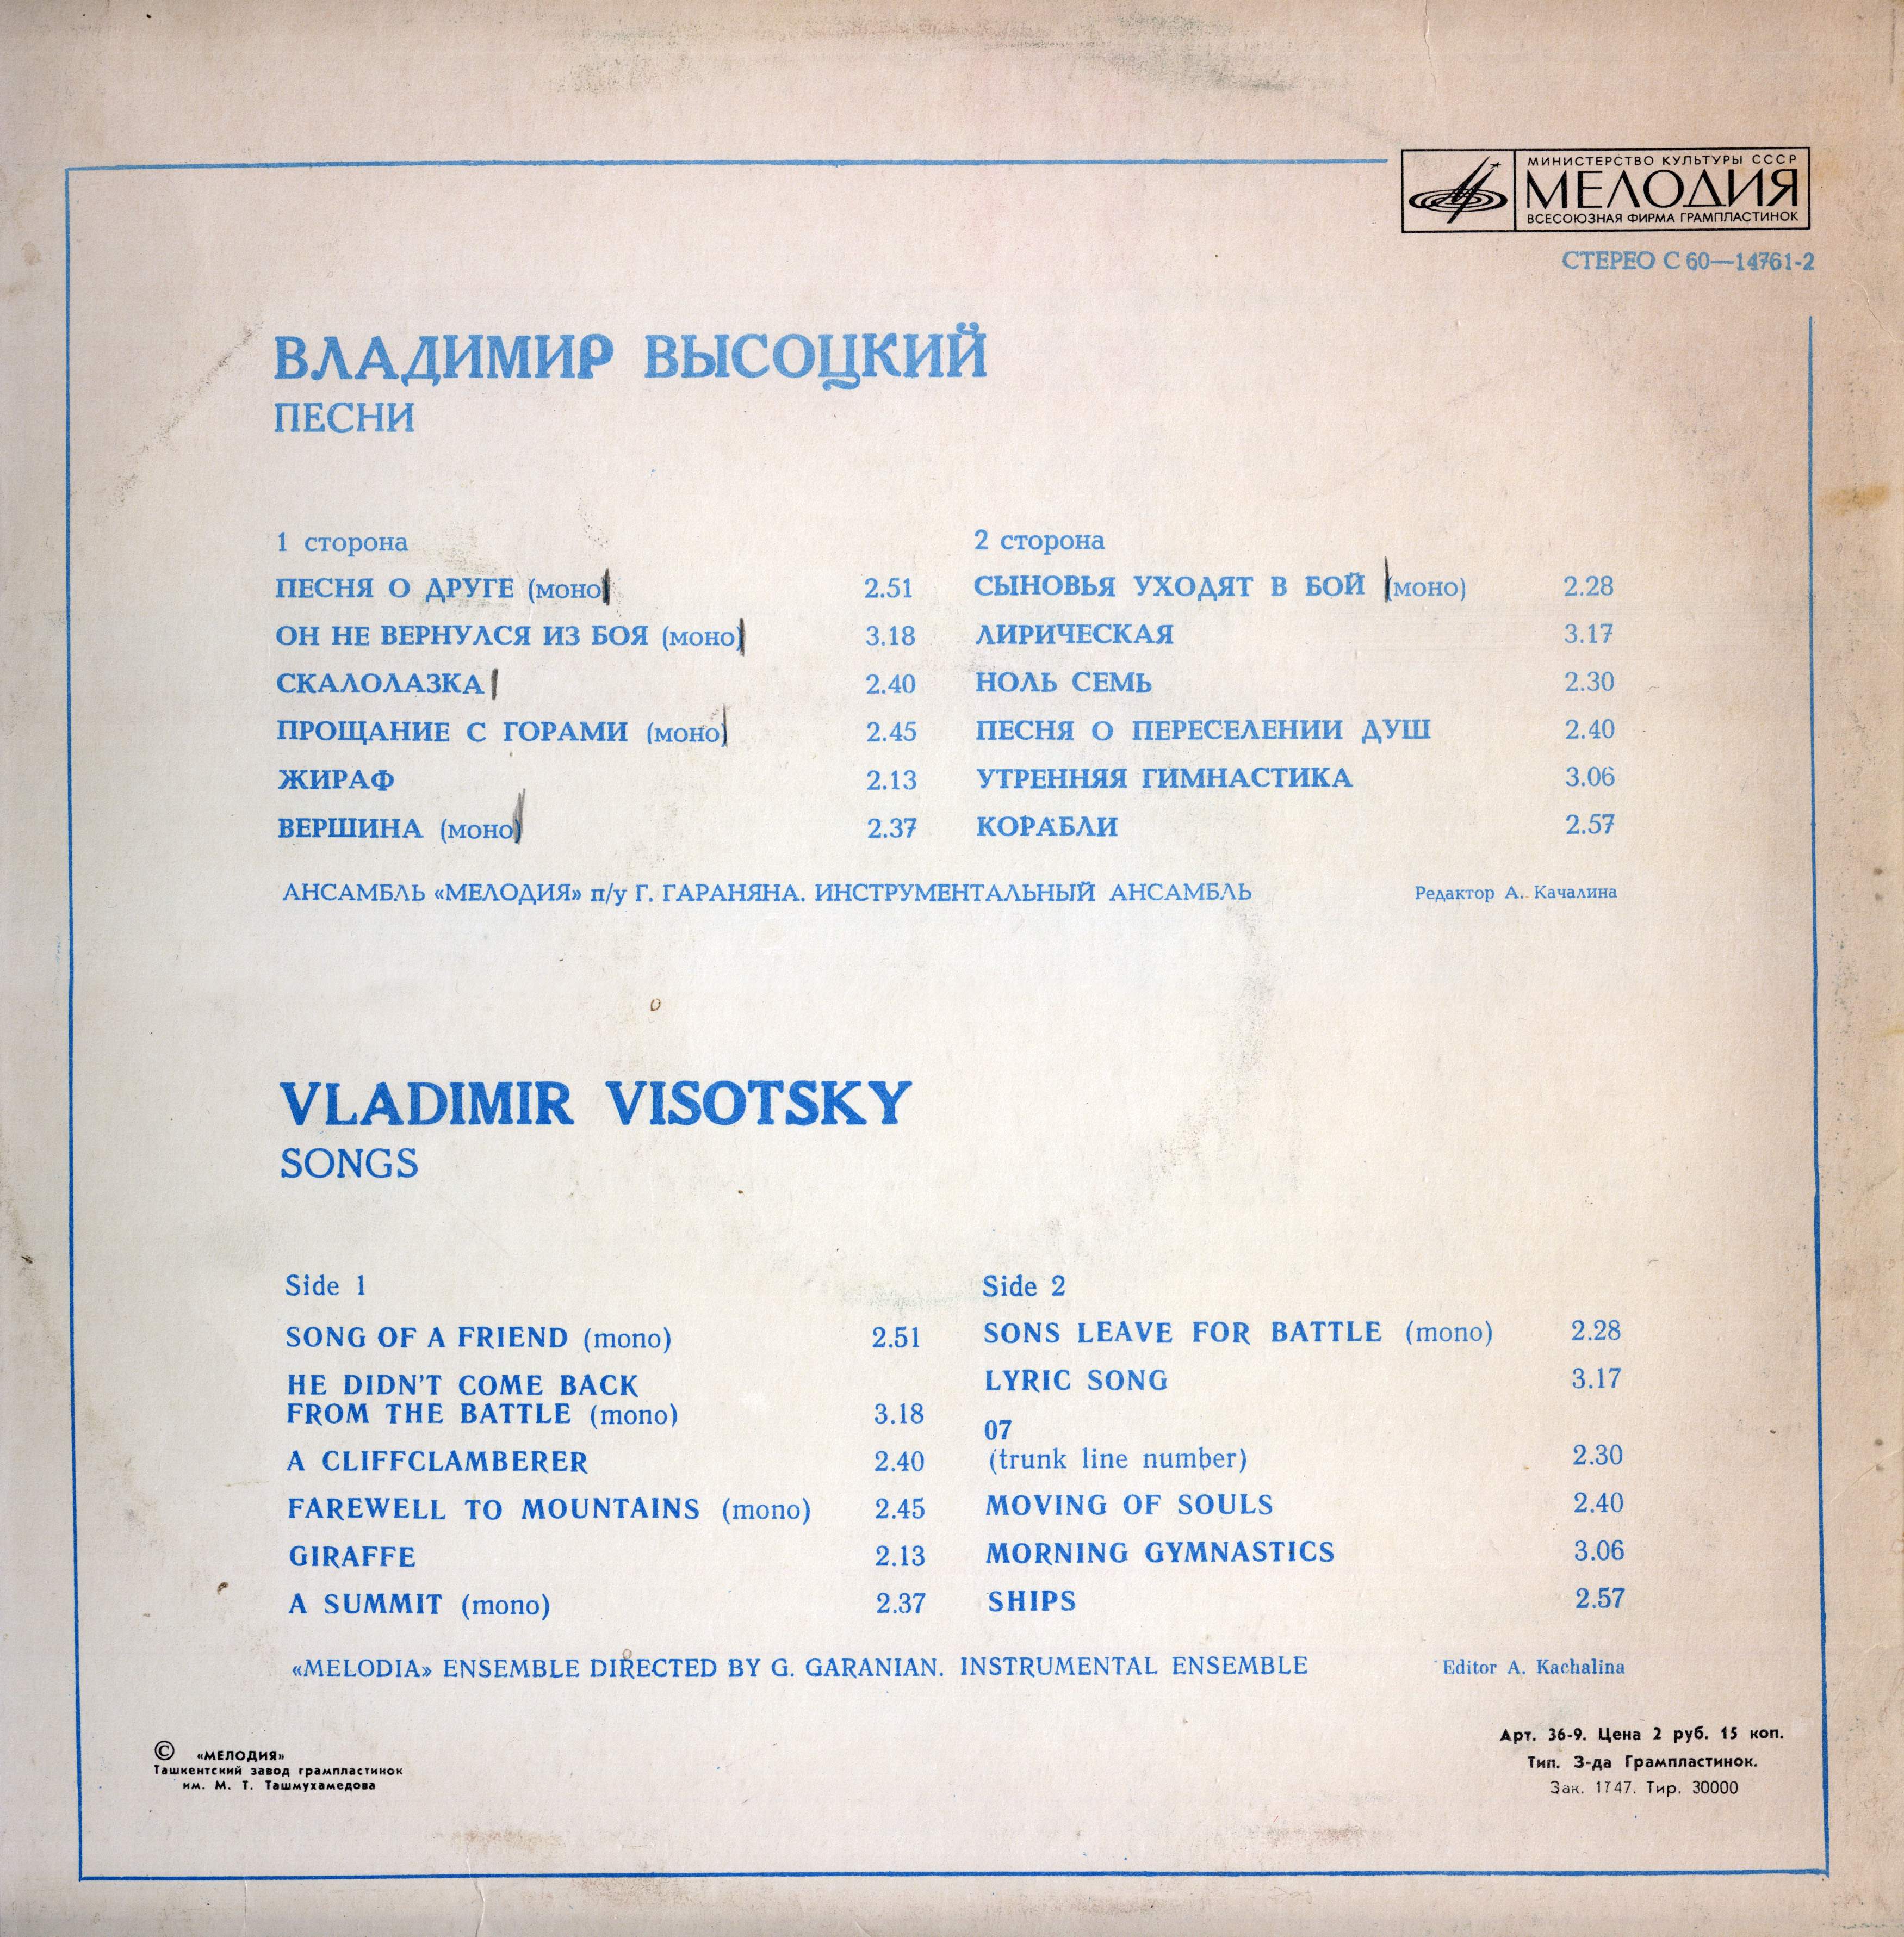 МИНИСТЕРСТВО КУЛЬТУРЫ СССР
МЕЛОДИЯ
ВСЕСОЮЗНАЯ ФИРМА ГРАМПЛАСТИНОК
СТЕРЕО С 60—14761-2
ВЛАДИМИР ВЫСОЦКИЙ
ПЕСНИ
1 сторона
ПЕСНЯ О ДРУГЕ (моно) 2.51
ОН НЕ ВЕРНУЛСЯ ИЗ БОЯ (моно) 3.18
СКАЛОЛАЗКА 2.40
ПРОЩАНИЕ С ГОРАМИ (моно) 2.45
ЖИРАФ 2.13
ВЕРШИНА (моно) 2.37
2 сторона
СЫНОВЬЯ УХОДЯТ В БОЙ (моно) 2.28
ЛИРИЧЕСКАЯ 3.17
НОЛЬ СЕМЬ 2.30
ПЕСНЯ О ПЕРЕСЕЛЕНИИ ДУШ 2.40
УТРЕННЯЯ ГИМНАСТИКА 3.06
КОРАБЛИ 2.57
АНСАМБЛЬ «МЕЛОДИЯ» п/у Г. ГАРАНЯНА. ИНСТРУМЕНТАЛЬНЫЙ АНСАМБЛЬ
Редактор А. Качалина
VLADIMIR VISOTSKY
SONGS
Side 1
SONG OF A FRIEND (mono) 2.51
HE DIDN'T COME BACK
FROM THE BATTLE (mono) 3.18
A CLIFFCLAMBERER 2.40
FAREWELL TO MOUNTAINS (mono) 2.45
GIRAFFE 2.13
A SUMMIT (mono) 2.37
Side 2
SONS LEAVE FOR BATTLE (mono) 2.28
LYRIC SONG 3.17
07
(trunk line number) 2.30
MOVING OF SOULS 2.40
MORNING GYMNASTICS 3.06
SHIPS 2.57
«MELODIA» ENSEMBLE DIRECTED BY G. GARANIAN. INSTRUMENTAL ENSEMBLE
Editor A. Kachalina
© «МЕЛОДИЯ»
Ташкентский завод грампластинок
им. М. Т. Ташмухамедова
Арт. 36-9. Цена 2 руб. 15 коп.
Тип. З-да Грампластинок.
Зак. 1747. Тир. 30000